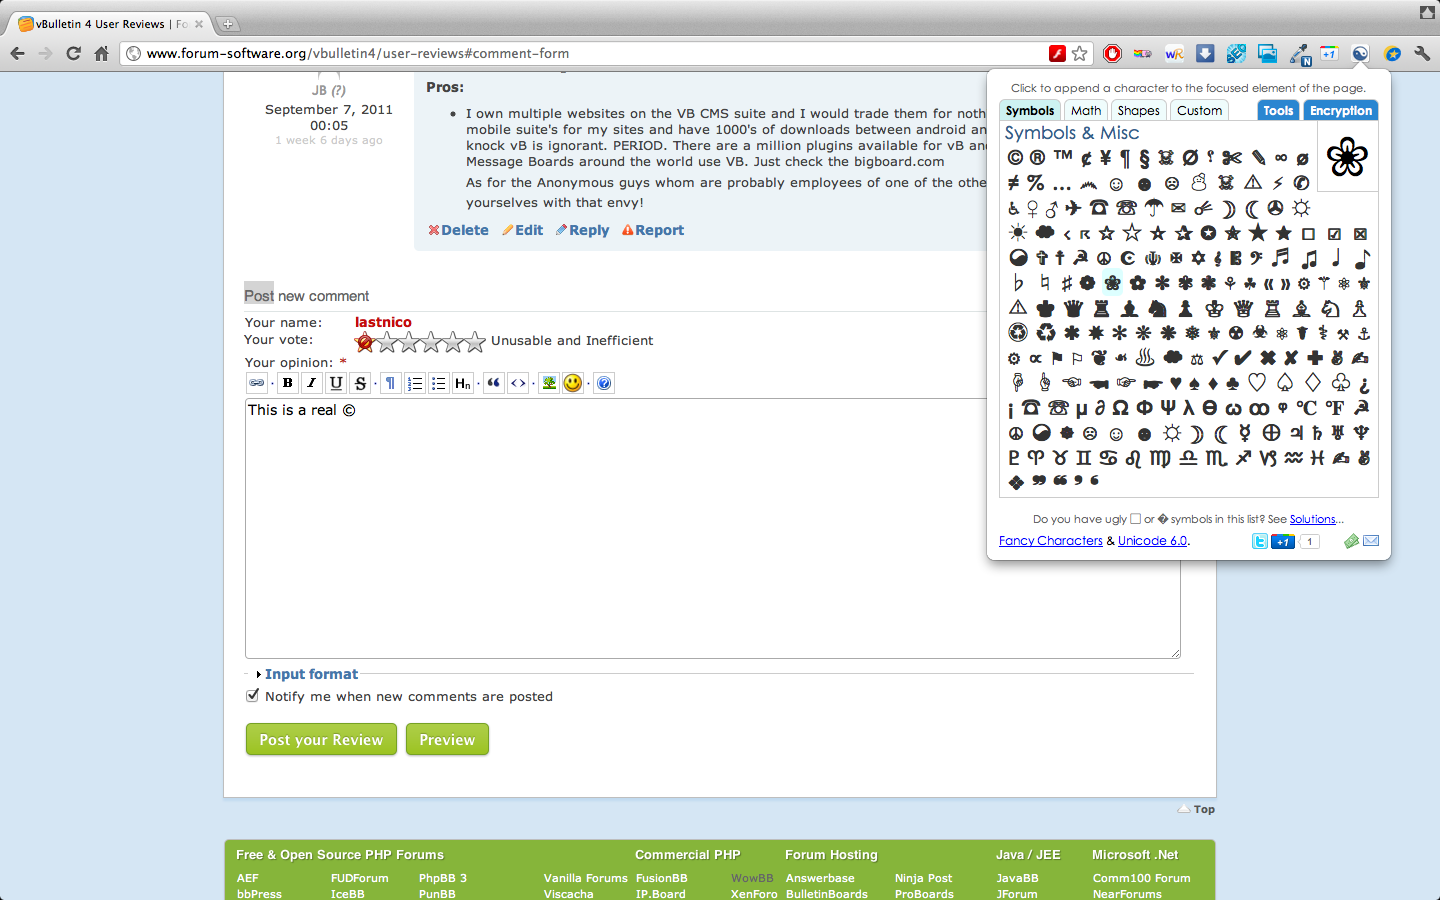 vBulletin 4 User Reviews | Fo
www.forum-software.org/vbulletin4/user-reviews#comment-form
JB (?)
September 7, 2011
00:05
1 week 6 days ago
Pros:
I own multiple websites on the VB CMS suite and I would trade them for noth
mobile suite's for my sites and have 1000's of downloads between android an
knock vB is ignorant. PERIOD. There are a million plugins available for vB and
Message Boards around the world use VB. Just check the bigboard.com
As for the Anonymous guys whom are probably employees of one of the othe
yourselves with that envy!
Delete Edit Reply Report
Post new comment
Your name: lastnico
Your vote: Unusable and Inefficient
Your opinion: *
B I U S ¶ Hn
This is a real ©
Input format
Notify me when new comments are posted
Post your Review Preview
Top
Click to append a character to the focused element of the page.
Symbols Math Shapes Custom Tools Encryption
Symbols & Misc
Do you have ugly □ or � symbols in this list? See Solutions...
Fancy Characters & Unicode 6.0.
+1 1
Free & Open Source PHP Forums Commercial PHP Forum Hosting Java / JEE Microsoft .Net
AEF FUDForum PhpBB 3 Vanilla Forums FusionBB WowBB Answerbase Ninja Post JavaBB Comm100 Forum
bbPress IceBB PunBB Viscacha IP.Board XenForo BulletinBoards ProBoards JForum NearForums